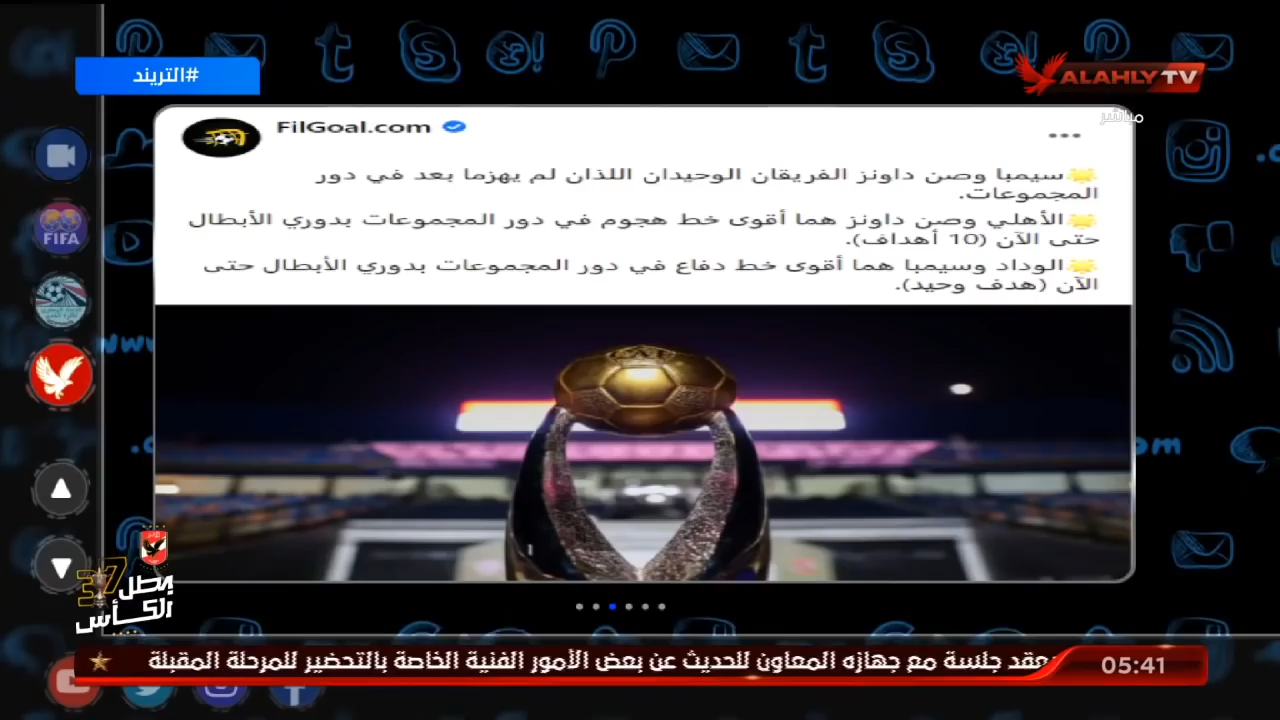 #التريند
ALAHLY TV
مباشر
FilGoal.com
سيمبا وصن داونز الفريقان الوحيدان اللذان لم يهزما بعد في دور
المجموعات.
الأهلي وصن داونز هما أقوى خط هجوم في دور المجموعات بدوري الأبطال
حتى الآن (10 أهداف).
الوداد وسيمبا هما أقوى خط دفاع في دور المجموعات بدوري الأبطال حتى
الآن (هدف وحيد).
FIFA
بطل الكأس
37
يعقد جلسة مع جهازه المعاون للحديث عن بعض الأمور الفنية الخاصة بالتحضير للمرحلة المقبلة
05:41